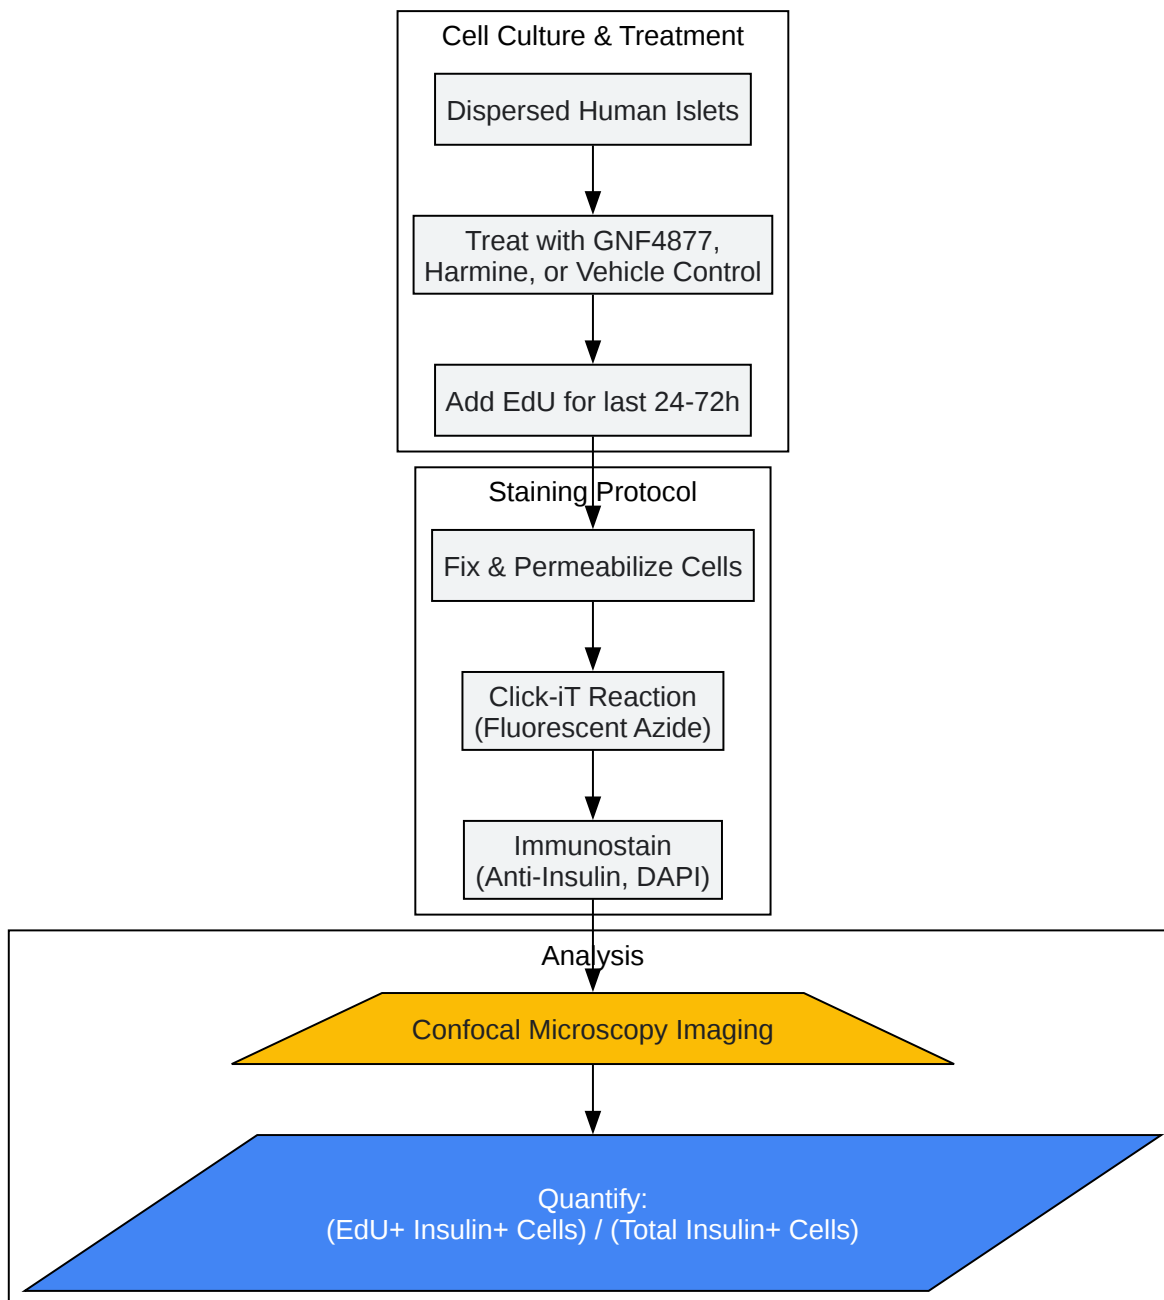 Cell Culture & Treatment
Dispersed Human Islets
Treat with GNF4877,
Harmine, or Vehicle Control
Add EdU for last 24-72h
Staining Protocol
Fix & Permeabilize Cells
Click-iT Reaction
(Fluorescent Azide)
Immunostain
(Anti-Insulin, DAPI)
Analysis
Confocal Microscopy Imaging
Quantify:
(EdU+ Insulin+ Cells) / (Total Insulin+ Cells)